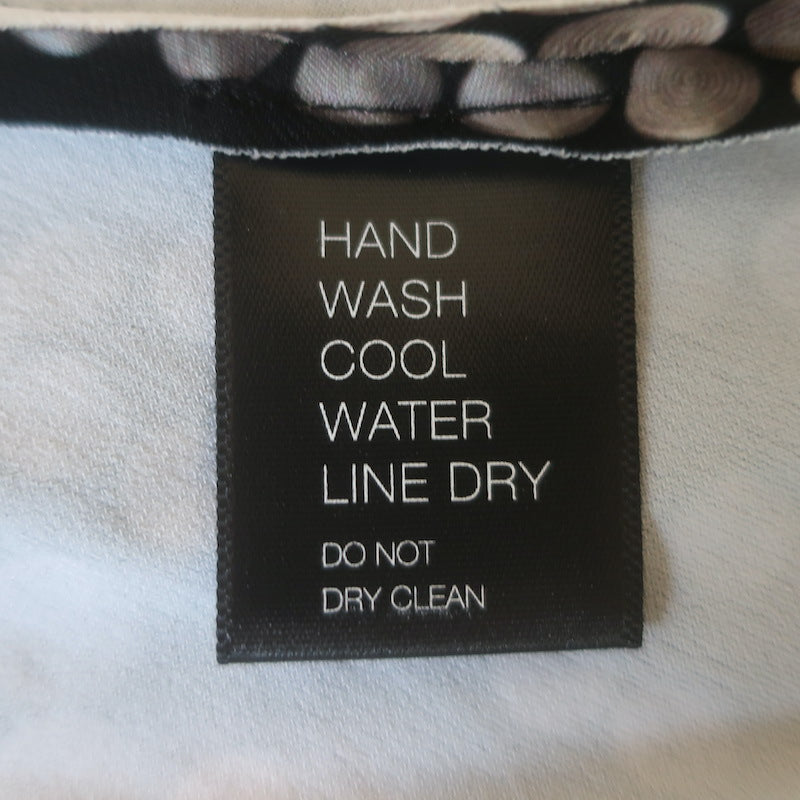 HAND
WASH
COOL
WATER
LINE DRY
DO NOT
DRY CLEAN